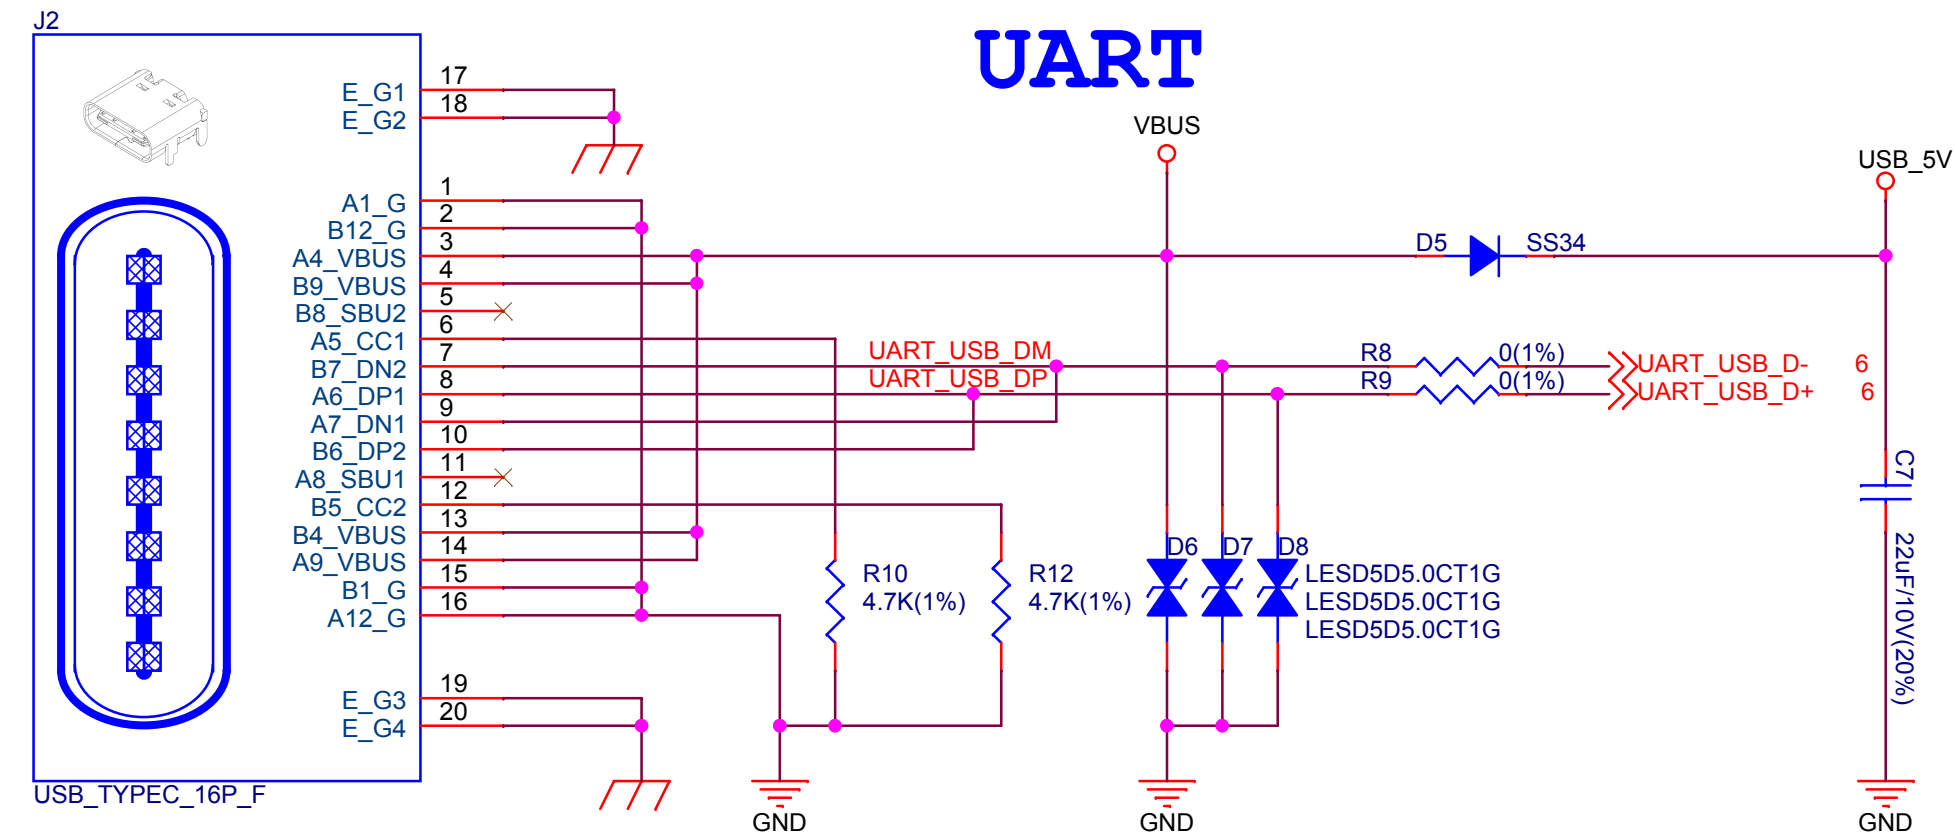 J2
UART
E_G1 17
E_G2 18
VBUS
USB_5V
A1_G 1
B12_G 2
A4_VBUS 3
B9_VBUS 4
B8_SBU2 5
A5_CC1 6
B7_DN2 7
A6_DP1 8
A7_DN1 9
B6_DP2 10
A8_SBU1 11
B5_CC2 12
B4_VBUS 13
A9_VBUS 14
B1_G 15
A12_G 16
E_G3 19
E_G4 20
USB_TYPEC_16P_F
D5 SS34
UART_USB_DM
UART_USB_DP
R8 0(1%)
R9 0(1%)
UART_USB_D- 6
UART_USB_D+ 6
C7
22uF/10V(20%)
R10
4.7K(1%)
R12
4.7K(1%)
D6 D7 D8
LESD5D5.0CT1G
LESD5D5.0CT1G
LESD5D5.0CT1G
GND
GND
GND